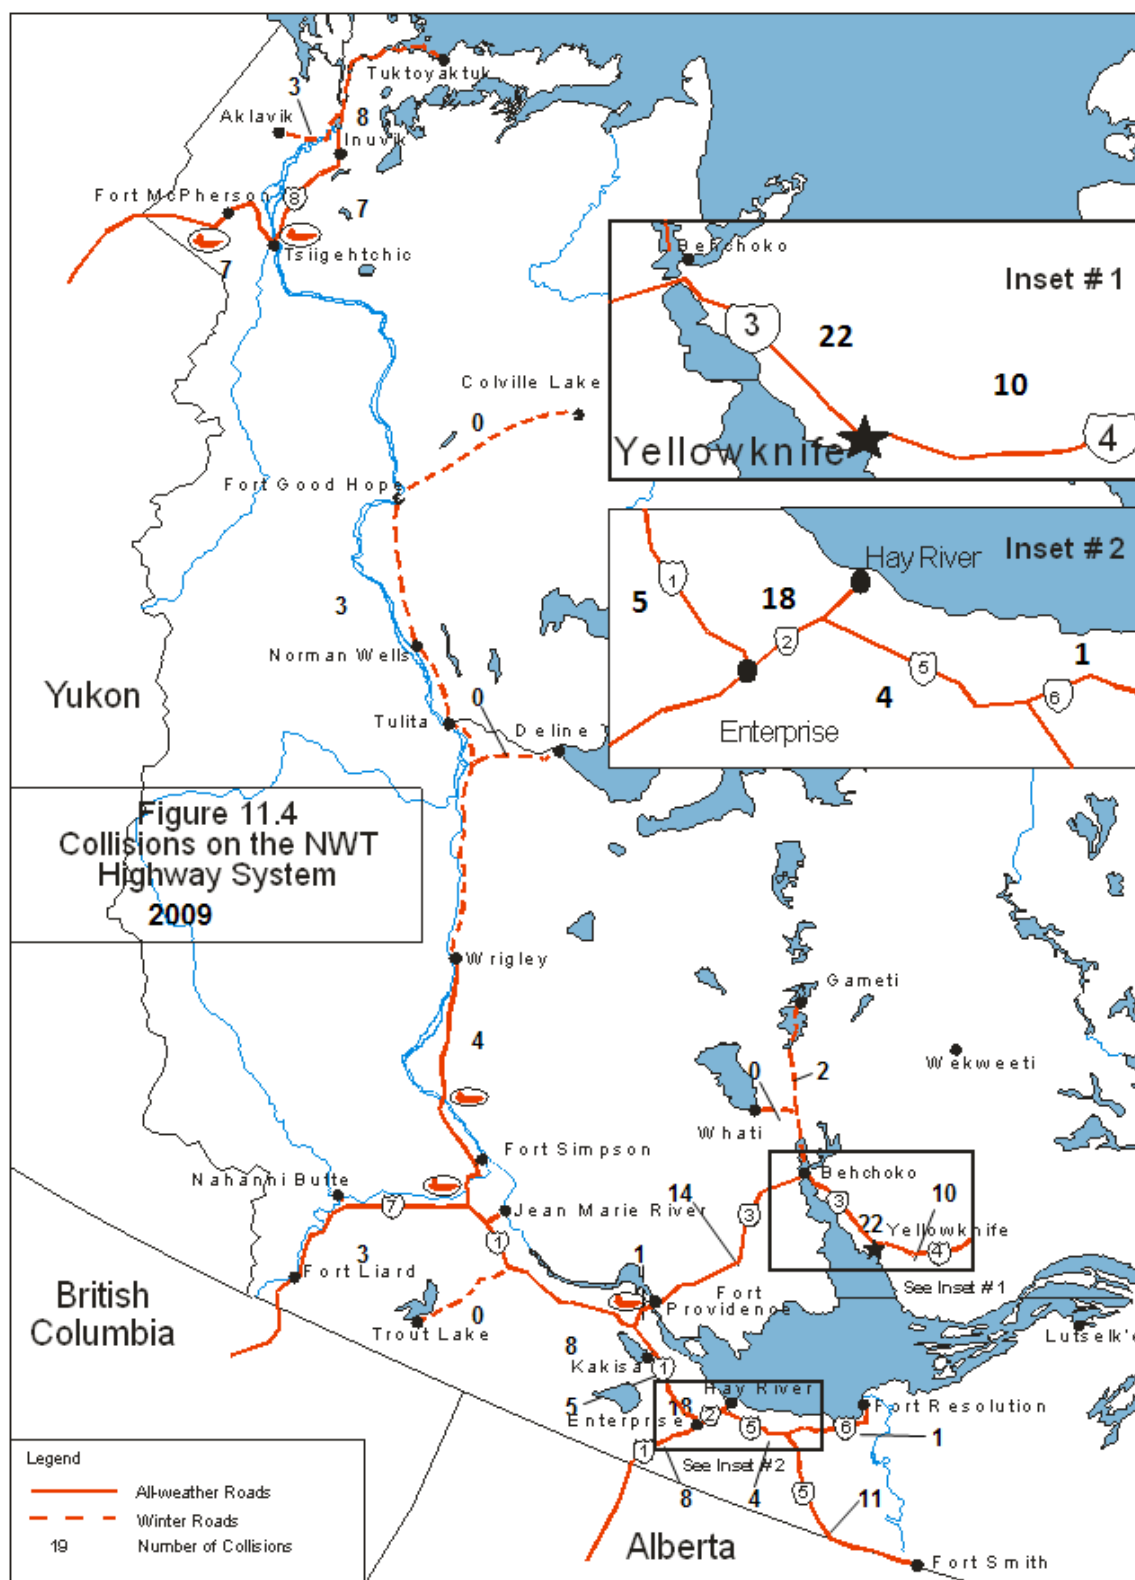 Tuktoyaktuk
3
Aklavik
8
Inuvik
Fort McPherson
8
7
Tsiigehtchic
7
Behchoko
Inset # 1
3
22
10
4
Yellowknife
Colville Lake
0
Fort Good Hope
Hay River
Inset # 2
1
5
18
2
5
1
6
4
Enterprise
3
Norman Wells
Yukon
0
Tulita
Deline
Figure 11.4
Collisions on the NWT
Highway System
2009
Wrigley
Gameti
4
0
2
Wekweeti
Whati
Fort Simpson
Behchoko
Nahanni Butte
14
10
7
3
3
22
Jean Marie River
Yellowknife
1
4
3
1
Fort Liard
See Inset #1
Fort
Providence
British
Columbia
0
Trout Lake
Lutselk'e
8
Kakisa
1
Hay River
5
18
2
Enterprise
Fort Resolution
5
6
1
1
See Inset #2
8
4
5
11
Legend
All-weather Roads
Winter Roads
19
Number of Collisions
Alberta
Fort Smith